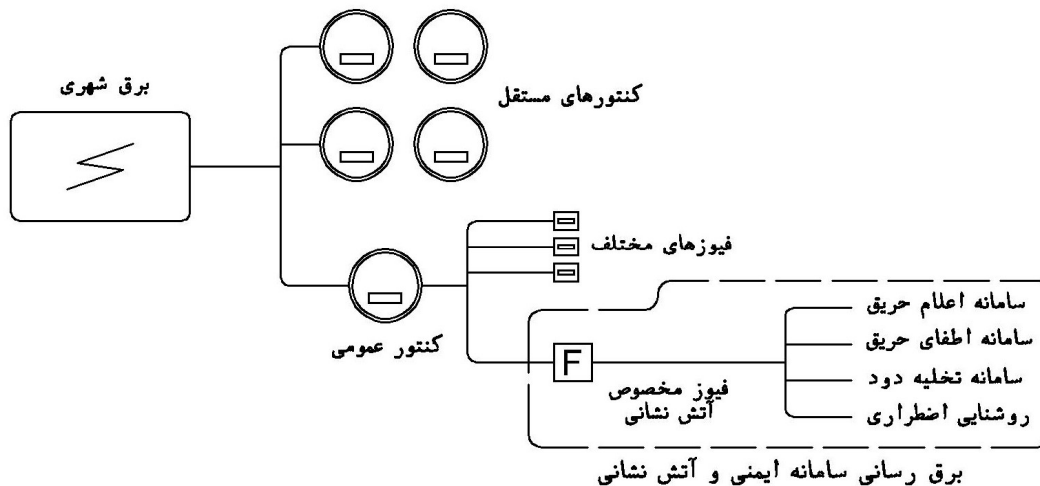 برق شهری
کنتورهای مستقل
فیوزهای مختلف
کنتور عمومی
F
فیوز مخصوص
آتش نشانی
سامانه اعلام حریق
سامانه اطفای حریق
سامانه تخلیه دود
روشنایی اضطراری
برق رسانی سامانه ایمنی و آتش نشانی